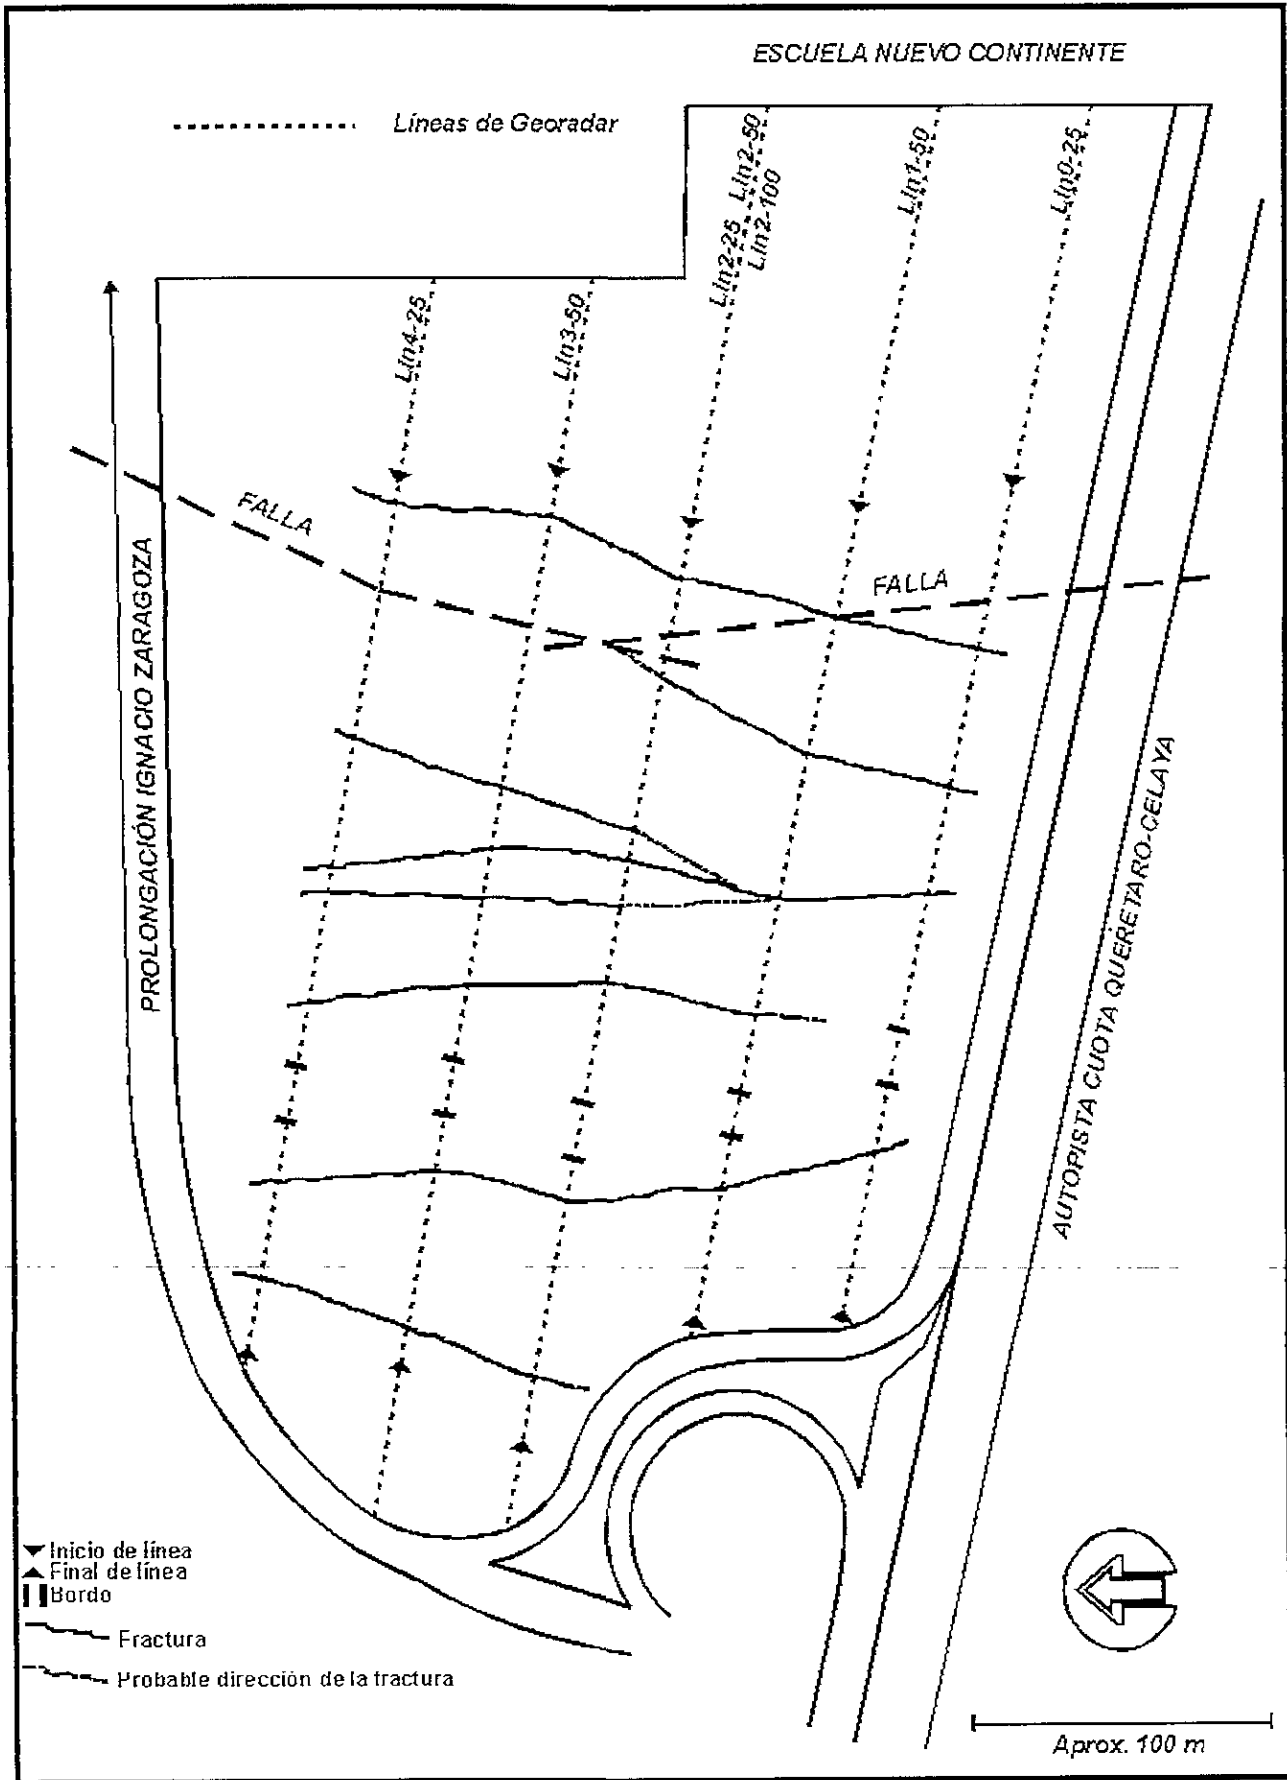 ESCUELA NUEVO CONTINENTE
Líneas de Georadar
Lin4-25
Lin3-50
Lin2-25 Lin2-50
Lin2-100
Lin1-50
Lin0-25
FALLA
FALLA
PROLONGACIÓN IGNACIO ZARAGOZA
AUTOPISTA CUOTA QUERÉTARO-CELAYA
Inicio de línea
Final de línea
Bordo
Fractura
Probable dirección de la fractura
Aprox. 100 m